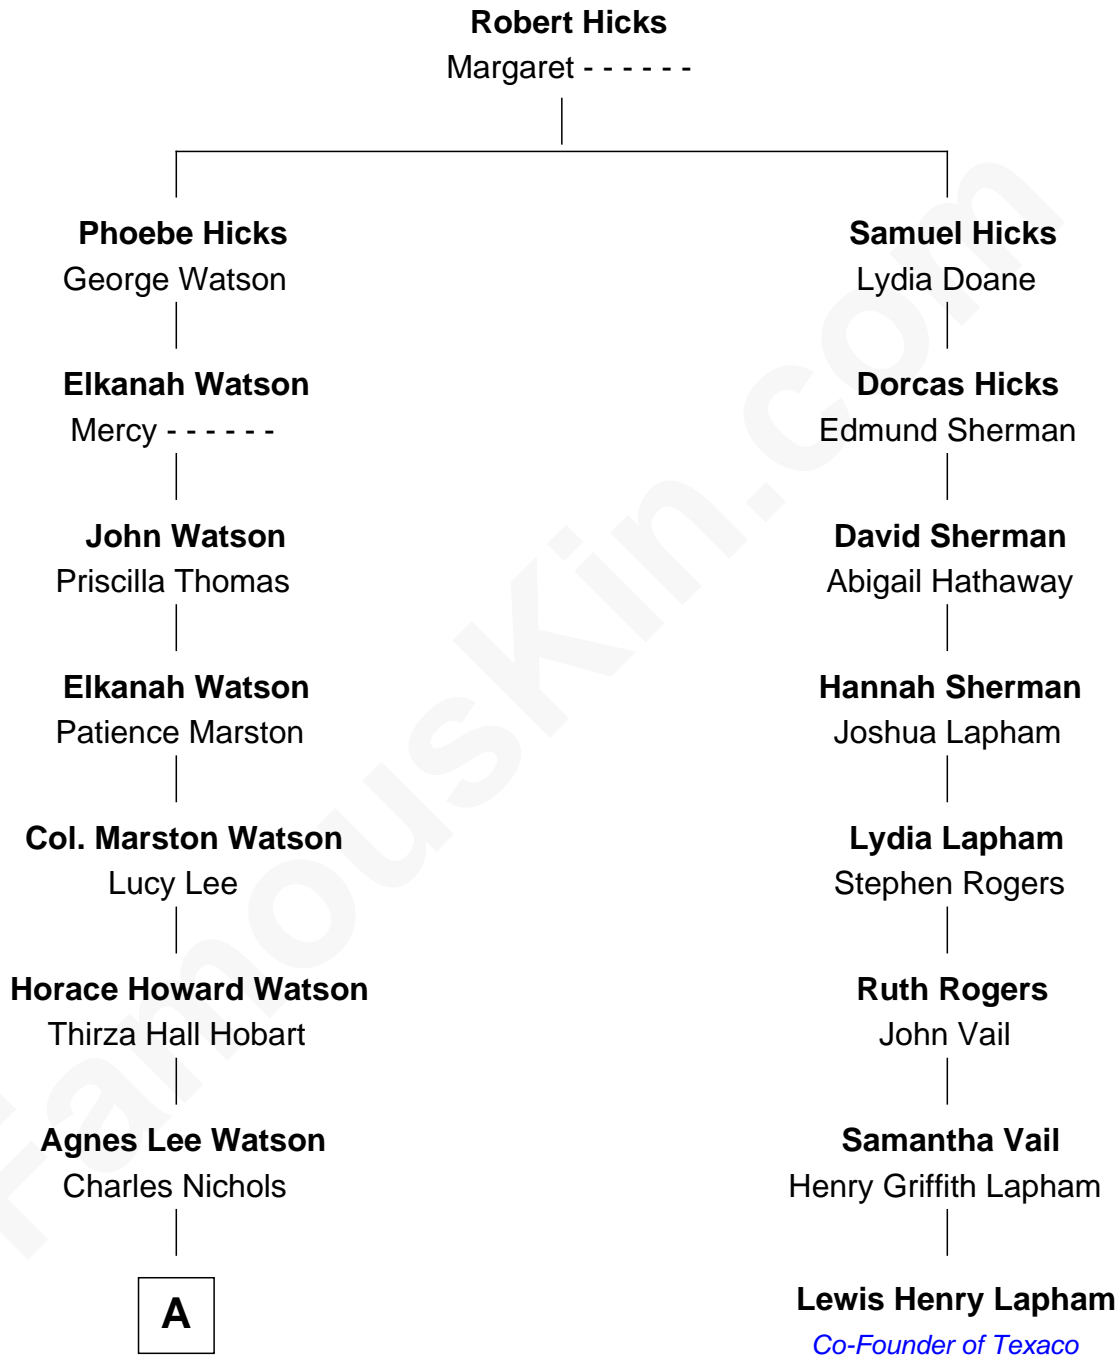 Robert Hicks
Margaret - - - - - -
Phoebe Hicks
George Watson
Samuel Hicks
Lydia Doane
Elkanah Watson
Mercy - - - - - -
Dorcas Hicks
Edmund Sherman
John Watson
Priscilla Thomas
David Sherman
Abigail Hathaway
Elkanah Watson
Patience Marston
Hannah Sherman
Joshua Lapham
Col. Marston Watson
Lucy Lee
Lydia Lapham
Stephen Rogers
Horace Howard Watson
Thirza Hall Hobart
Ruth Rogers
John Vail
Agnes Lee Watson
Charles Nichols
Samantha Vail
Henry Griffith Lapham
A
Lewis Henry Lapham
Co-Founder of Texaco
FamousKin.com